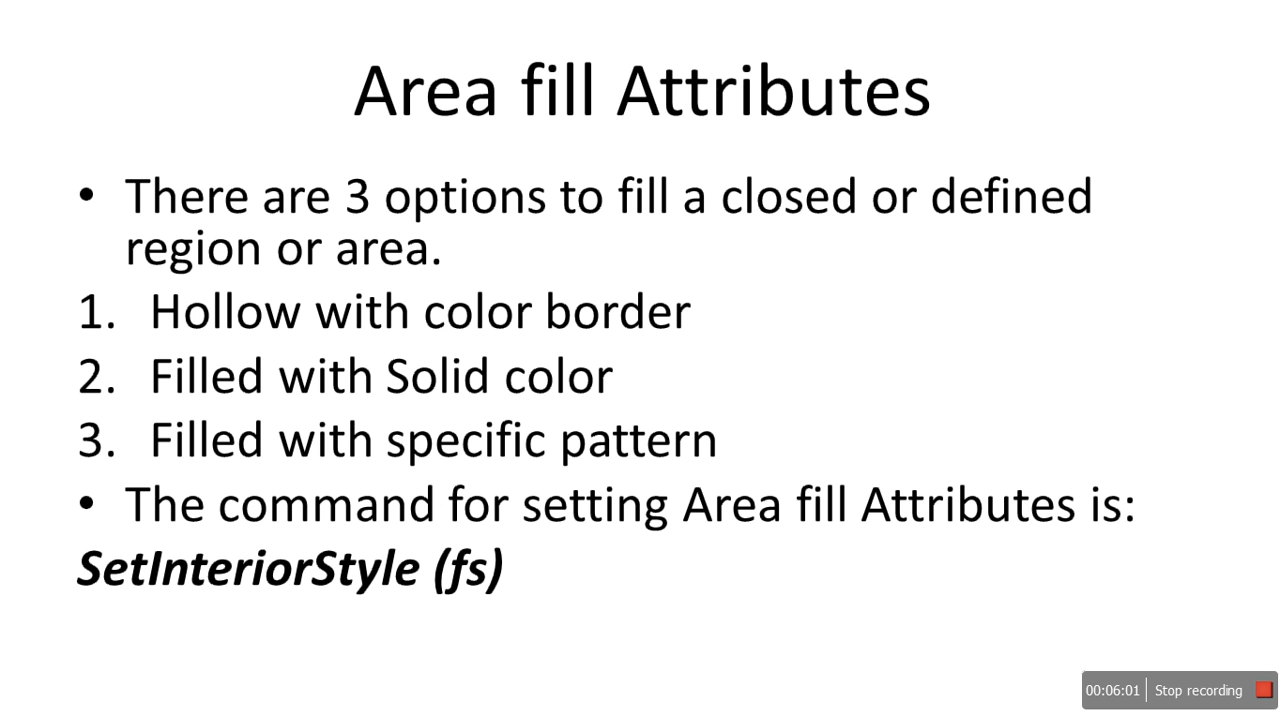 Area fill Attributes
• There are 3 options to fill a closed or defined
region or area.
1. Hollow with color border
2. Filled with Solid color
3. Filled with specific pattern
• The command for setting Area fill Attributes is:
SetInteriorStyle (fs)
00:06:01 Stop recording